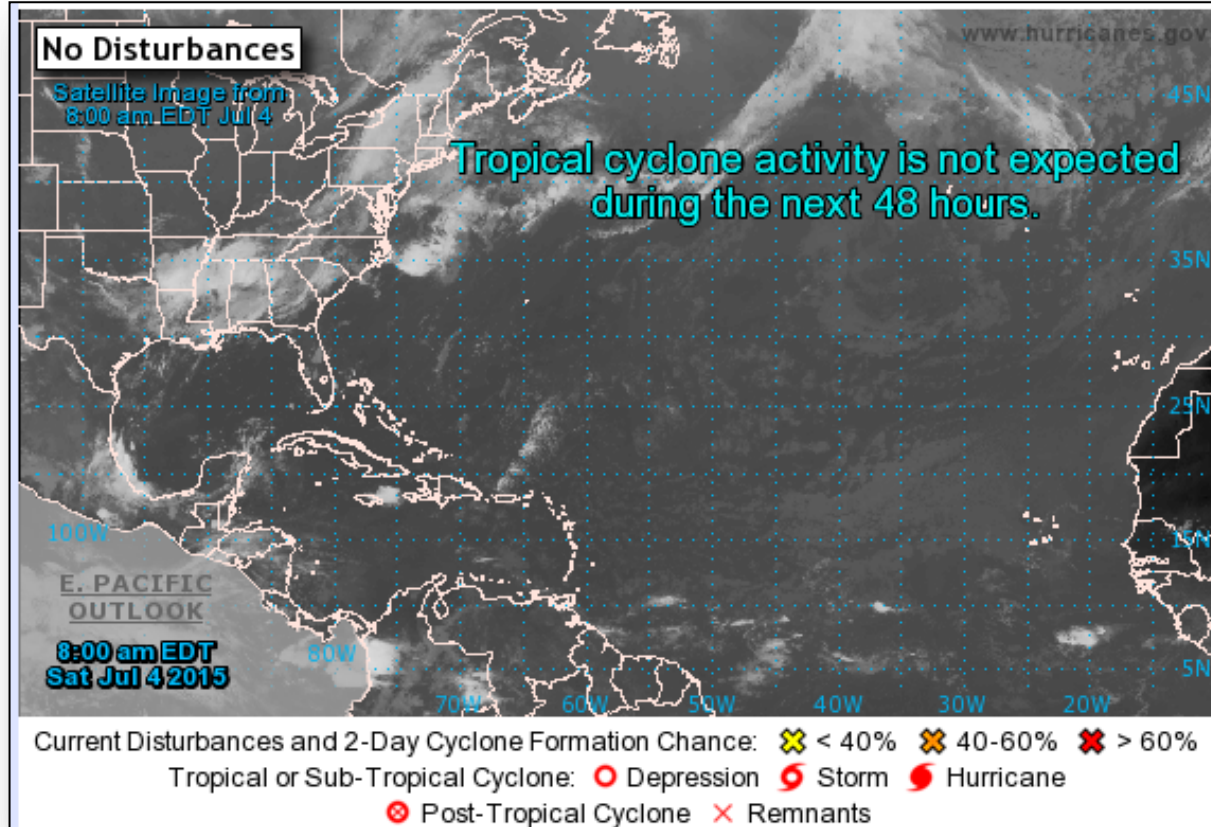 No Disturbances
www.hurricanes.gov
Satellite Image from
8:00 am EDT Jul 4
45N
Tropical cyclone activity is not expected
during the next 48 hours.
35N
25N
100W
15N
E. PACIFIC
OUTLOOK
8:00 am EDT
Sat Jul 4 2015
80W
5N
70W 60W 50W 40W 30W 20W
Current Disturbances and 2-Day Cyclone Formation Chance: < 40% 40-60% > 60%
Tropical or Sub-Tropical Cyclone: Depression Storm Hurricane
Post-Tropical Cyclone Remnants